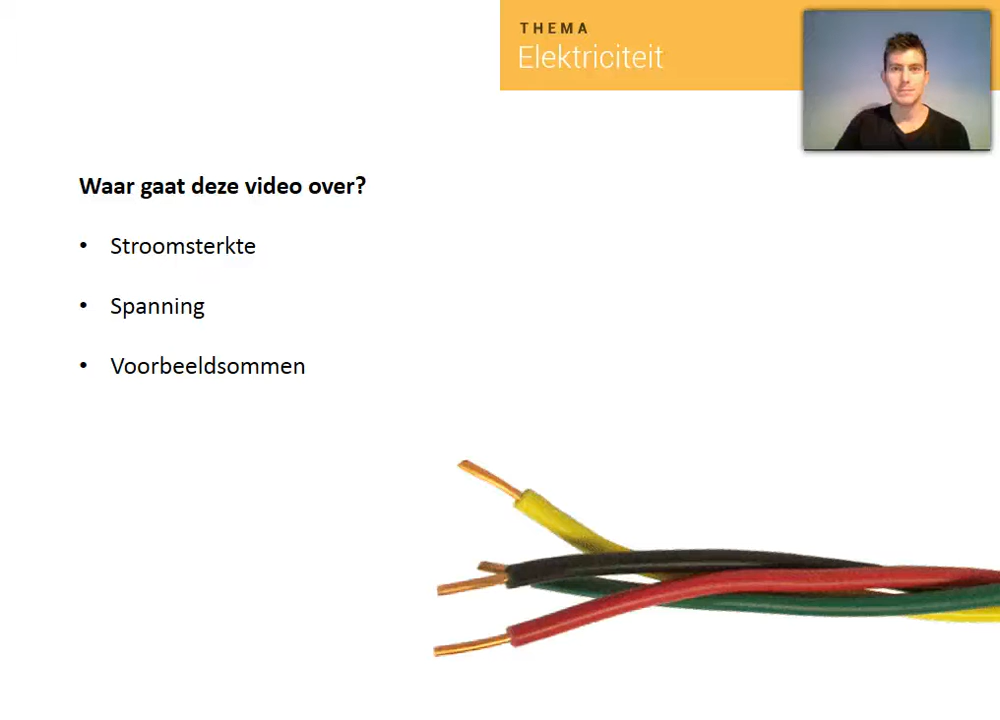 THEMA
Elektriciteit
Waar gaat deze video over?
• Stroomsterkte
• Spanning
• Voorbeeldsommen